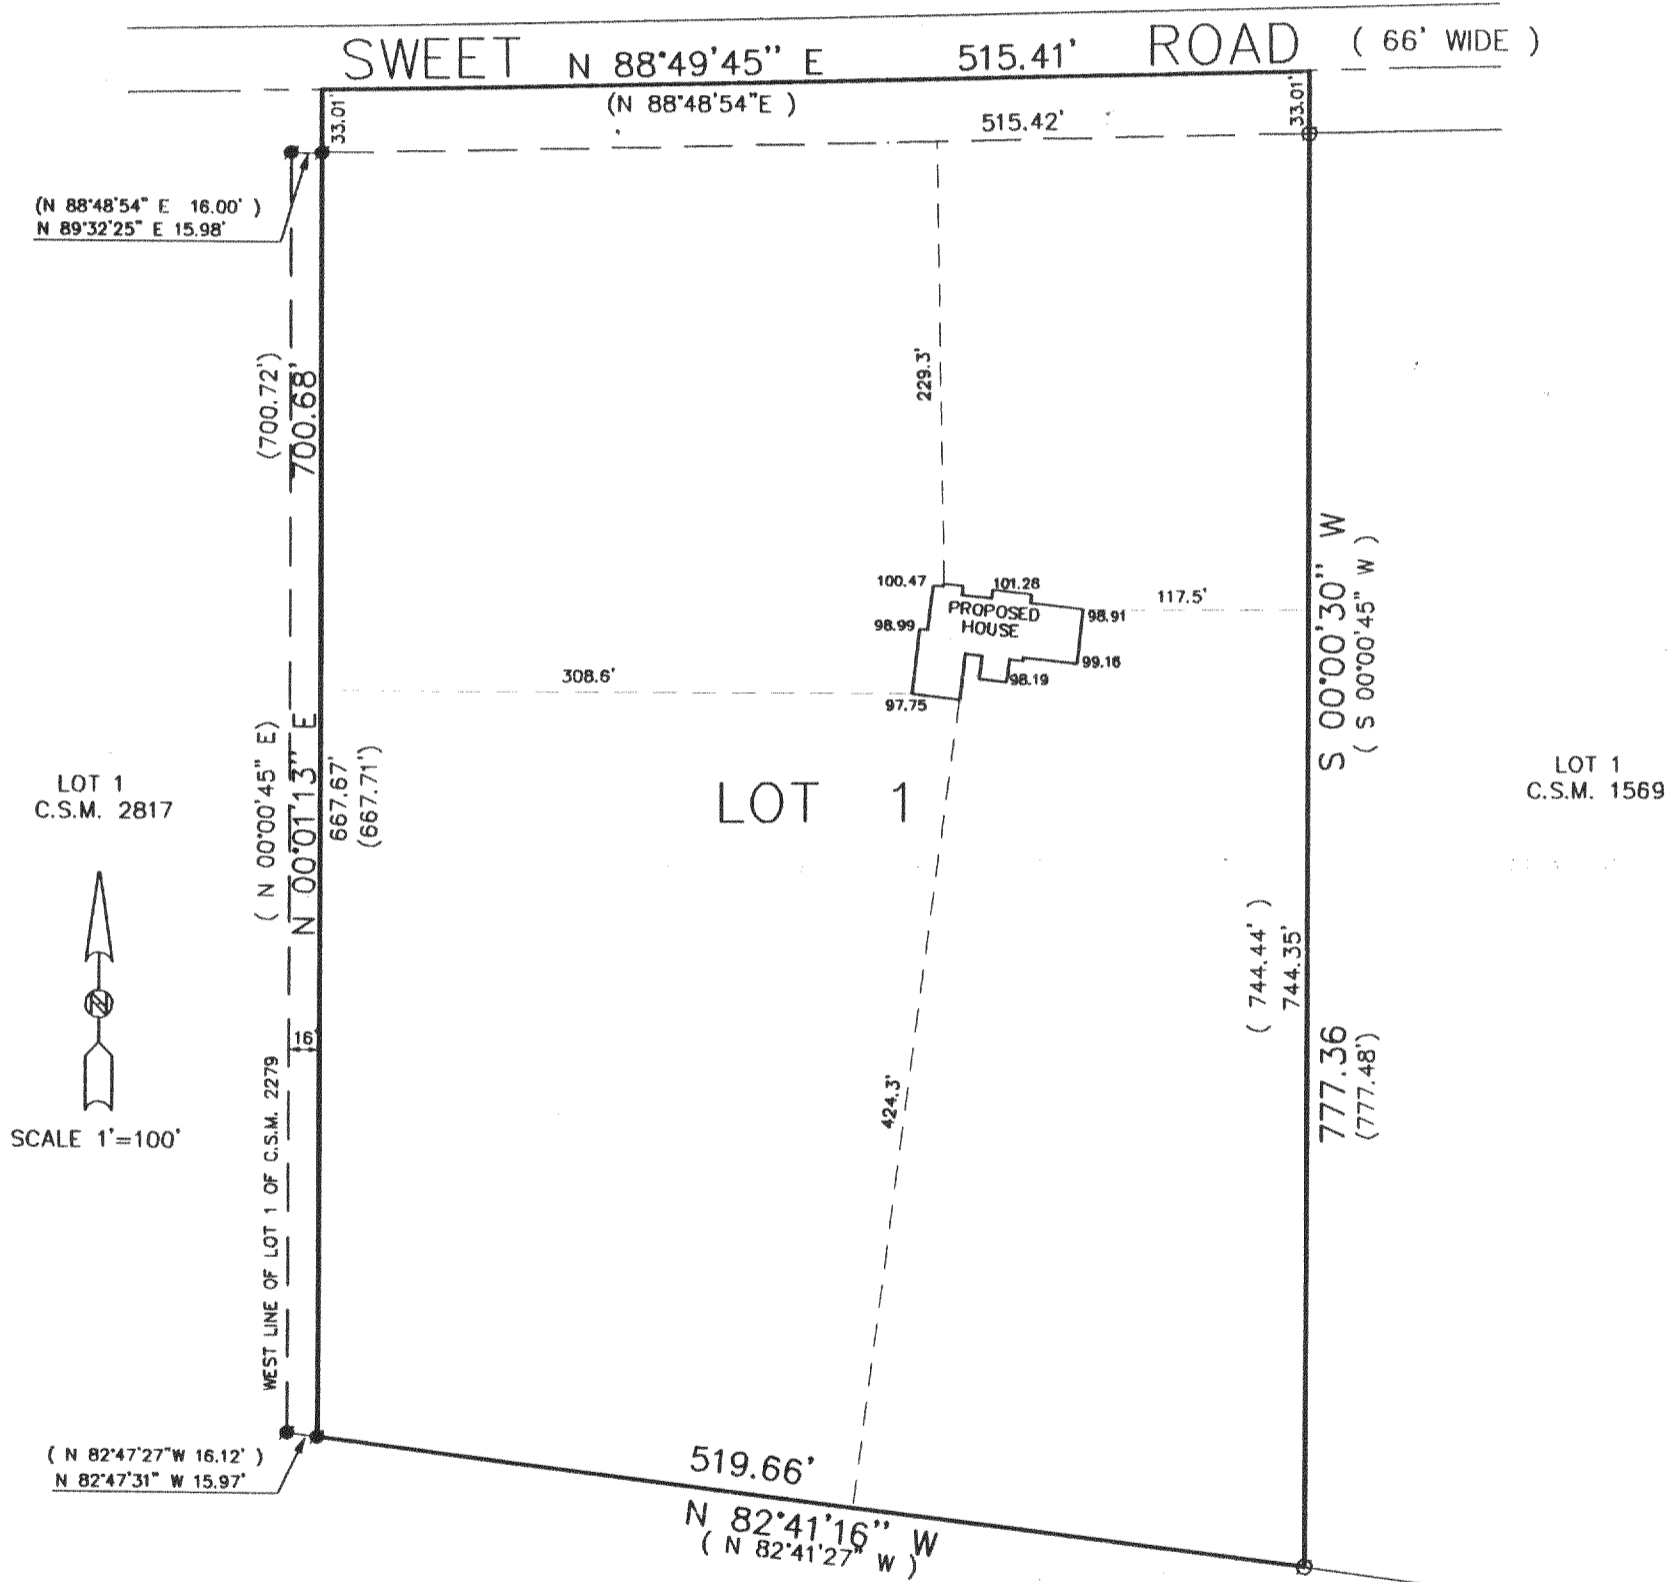 SWEET N 88°49'45" E 515.41' ROAD ( 66' WIDE )
(N 88°48'54"E )
33.01'
33.01'
515.42'
(N 88°48'54" E 16.00' )
N 89°32'25" E 15.98'
(700.72')
700.68'
229.3'
100.47
101.28
PROPOSED
HOUSE
98.91
98.99
99.16
98.19
97.75
117.5'
308.6'
S 00°00'30" W
( S 00°00'45" W )
( N 00°00'45" E)
N 00°01'13" E
667.67'
(667.71')
LOT 1
C.S.M. 2817
LOT 1
LOT 1
C.S.M. 1569
( 744.44' )
744.35'
777.36
(777.48')
N
16'
424.3'
SCALE 1'=100'
WEST LINE OF LOT 1 OF C.S.M. 2279
( N 82°47'27"W 16.12' )
N 82°47'31" W 15.97'
519.66'
N 82°41'16" W
( N 82°41'27" W )